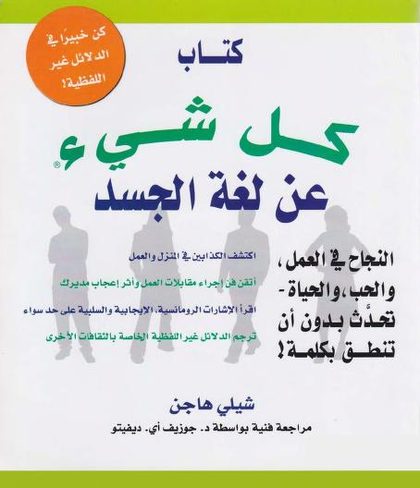 كن خبيرًا في
الدلائل غير
اللفظية!
كتاب
كل شيء®
عن لغة الجسد
اكتشف الكذابين في المنزل والعمل
أتقن فن إجراء مقابلات العمل وأثر إعجاب مديرك
اقرأ الإشارات الرومانسية، الإيجابية والسلبية على حد سواء
ترجم الدلائل غير اللفظية الخاصة بالثقافات الأخرى
النجاح في العمل،
والحب، والحياة -
تحدَّث بدون أن
تنطق بكلمة!
شيلي هاجن
مراجعة فنية بواسطة د. جوزيف أي. ديفيتو